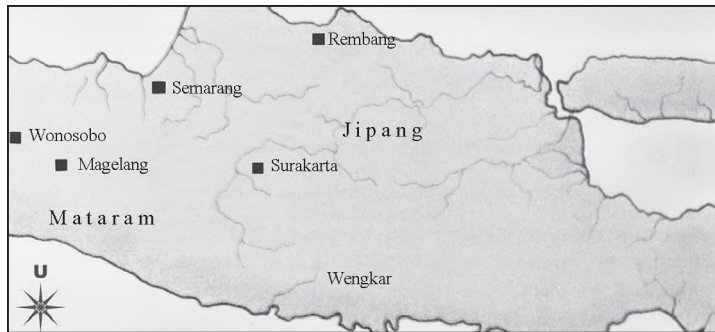 Rembang
Semarang
Jipang
Wonosobo
Magelang
Surakarta
Mataram
U
Wengkar